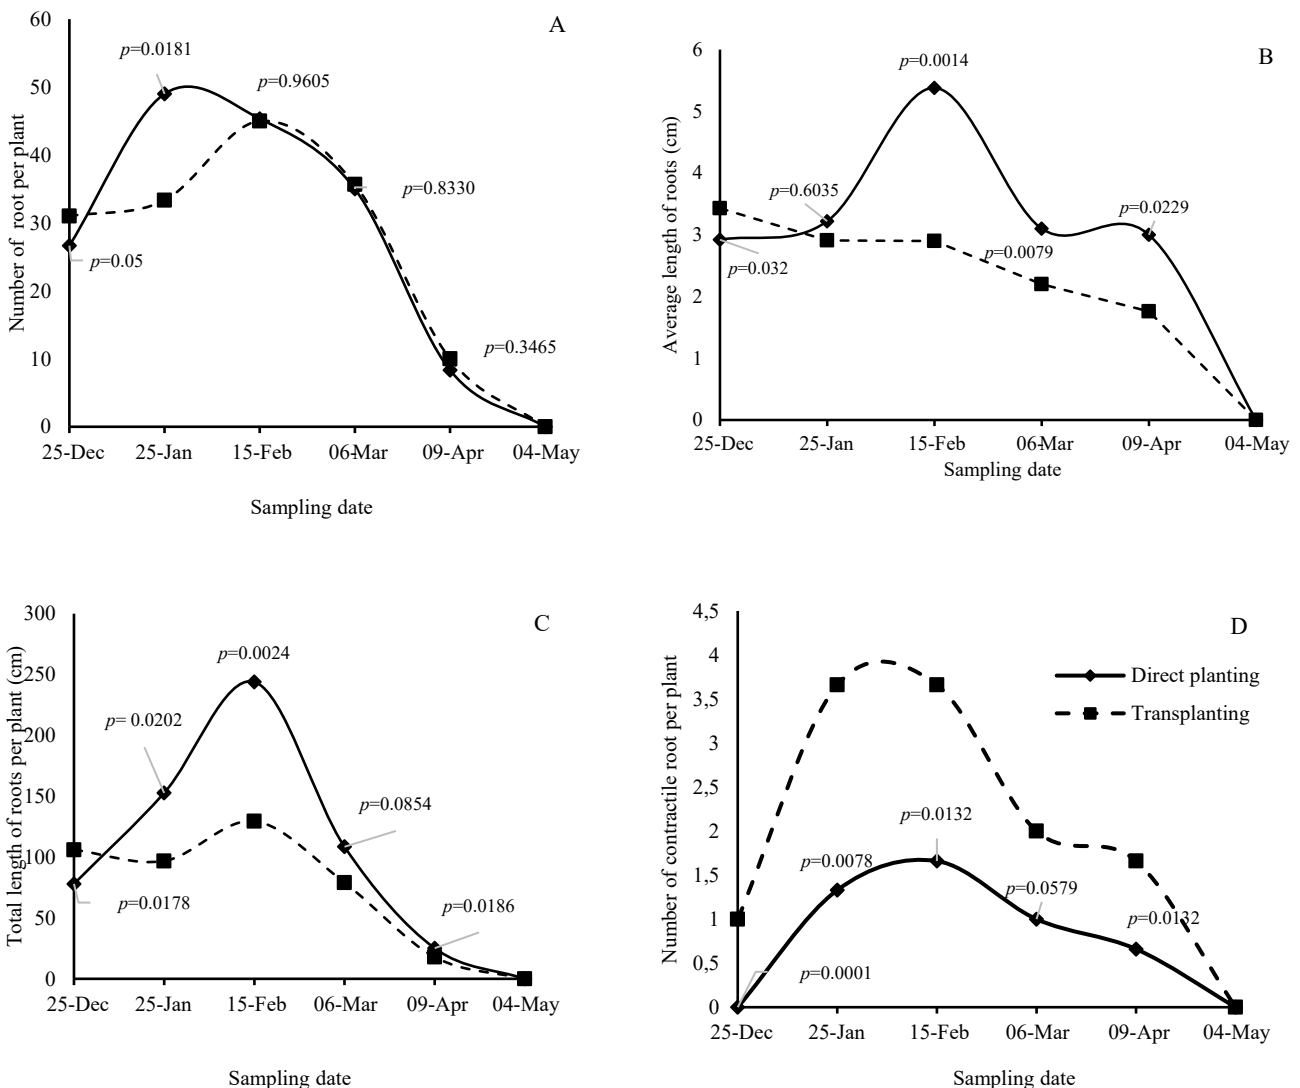 A
60
50
40
30
20
10
0
Number of root per plant
p=0.0181
p=0.9605
p=0.8330
p=0.05
p=0.3465
25-Dec 25-Jan 15-Feb 06-Mar 09-Apr 04-May
Sampling date
B
6
5
4
3
2
1
0
Average length of roots (cm)
p=0.0014
p=0.6035
p=0.0229
p=0.0079
p=0.032
25-Dec 25-Jan 15-Feb 06-Mar 09-Apr 04-May
Sampling date
C
300
250
200
150
100
50
0
Total length of roots per plant (cm)
p=0.0024
p= 0.0202
p=0.0854
p=0.0178
p=0.0186
25-Dec 25-Jan 15-Feb 06-Mar 09-Apr 04-May
Sampling date
D
4,5
4
3,5
3
2,5
2
1,5
1
0,5
0
Number of contractile root per plant
Direct planting
Transplanting
p=0.0132
p=0.0078
p=0.0579
p=0.0132
p=0.0001
25-Dec 25-Jan 15-Feb 06-Mar 09-Apr 04-May
Sampling date